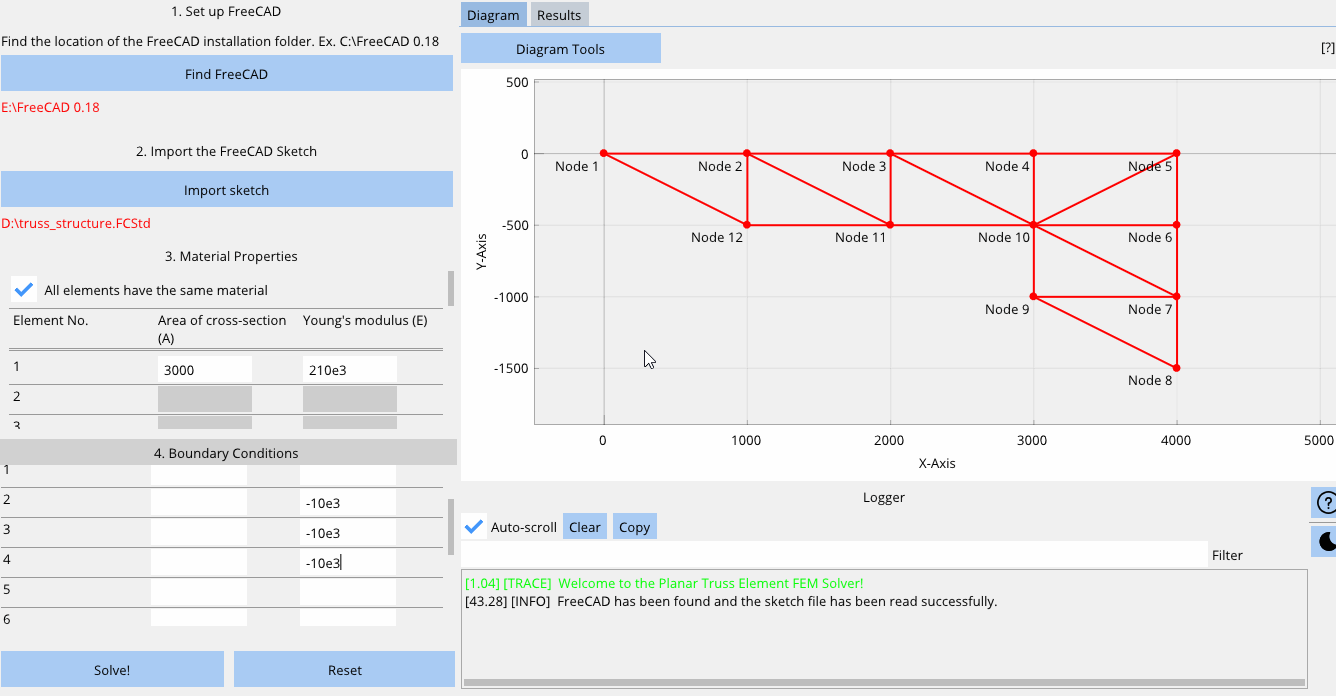 1. Set up FreeCAD
Find the location of the FreeCAD installation folder. Ex. C:\FreeCAD 0.18
Find FreeCAD
E:\FreeCAD 0.18
2. Import the FreeCAD Sketch
Import sketch
D:\truss_structure.FCStd
3. Material Properties
All elements have the same material
Element No. Area of cross-section (A) Young's modulus (E)
1 3000 210e3
2
3
4. Boundary Conditions
1
2 -10e3
3 -10e3
4 -10e3
5
6
Solve! Reset
Diagram Results
Diagram Tools [?]
500
0
-500
-1000
-1500
Y-Axis
Node 1 Node 2 Node 3 Node 4 Node 5
Node 12 Node 11 Node 10 Node 6
Node 9 Node 7
Node 8
0 1000 2000 3000 4000 5000
X-Axis
Logger
Auto-scroll Clear Copy
Filter
[1.04] [TRACE] Welcome to the Planar Truss Element FEM Solver!
[43.28] [INFO] FreeCAD has been found and the sketch file has been read successfully.
?